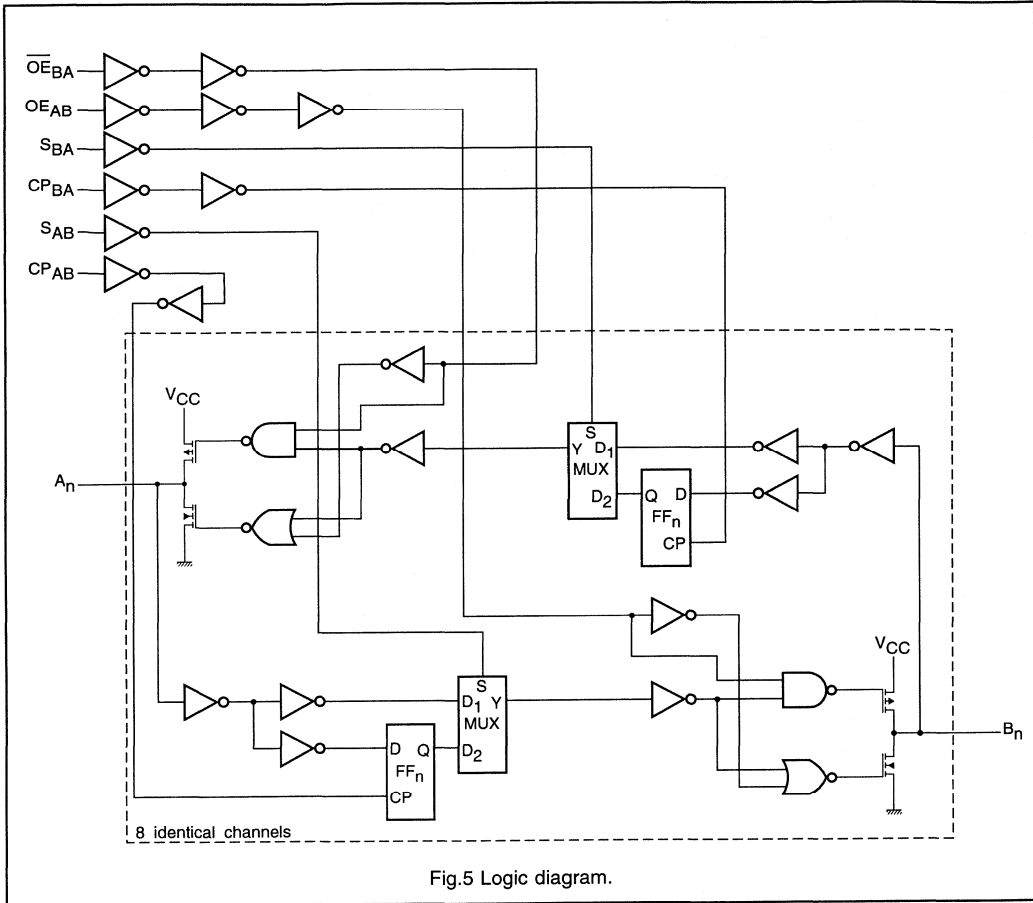 OE̅BA
OEAB
SBA
CPBA
SAB
CPAB
VCC
An
S
Y D1
MUX
D2
Q D
FFn
CP
VCC
S
D1 Y
MUX
D2
D Q
FFn
CP
Bn
8 identical channels
Fig.5 Logic diagram.